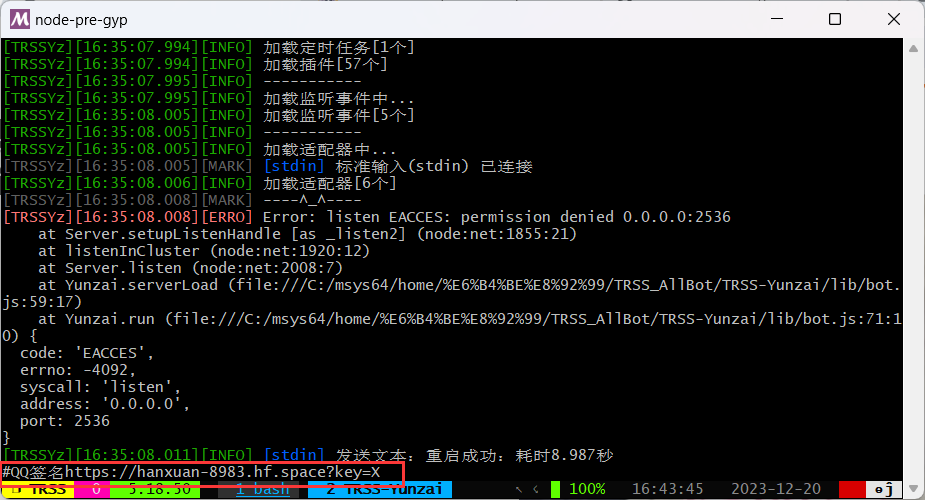 node-pre-gyp
[TRSSYz][16:35:07.994][INFO] 加载定时任务[1个]
[TRSSYz][16:35:07.994][INFO] 加载插件[57个]
[TRSSYz][16:35:07.995][INFO] -----------
[TRSSYz][16:35:07.995][INFO] 加载监听事件中...
[TRSSYz][16:35:08.005][INFO] 加载监听事件[5个]
[TRSSYz][16:35:08.005][INFO] -----------
[TRSSYz][16:35:08.005][INFO] 加载适配器中...
[TRSSYz][16:35:08.005][MARK] [stdin] 标准输入(stdin) 已连接
[TRSSYz][16:35:08.006][INFO] 加载适配器[6个]
[TRSSYz][16:35:08.008][MARK] ----^_^----
[TRSSYz][16:35:08.008][ERRO] Error: listen EACCES: permission denied 0.0.0.0:2536
at Server.setupListenHandle [as _listen2] (node:net:1855:21)
at listenInCluster (node:net:1920:12)
at Server.listen (node:net:2008:7)
at Yunzai.serverLoad (file:///C:/msys64/home/%E6%B4%BE%E8%92%99/TRSS_AllBot/TRSS-Yunzai/lib/bot.
js:59:17)
at Yunzai.run (file:///C:/msys64/home/%E6%B4%BE%E8%92%99/TRSS_AllBot/TRSS-Yunzai/lib/bot.js:71:1
0) {
code: 'EACCES',
errno: -4092,
syscall: 'listen',
address: '0.0.0.0',
port: 2536
}
[TRSSYz][16:35:08.011][INFO] [stdin] 发送文本：重启成功：耗时8.987秒
#QQ签名https://hanxuan-8983.hf.space?key=X
TRSS 0 5:18:50 1 bash 2 TRSS-Yunzai 100% 16:43:45 2023-12-20